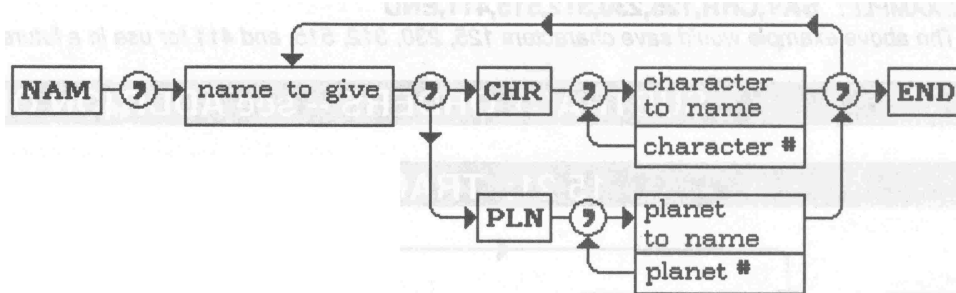 NAM , name to give , CHR , character to name , END
character #
PLN , planet to name
planet #